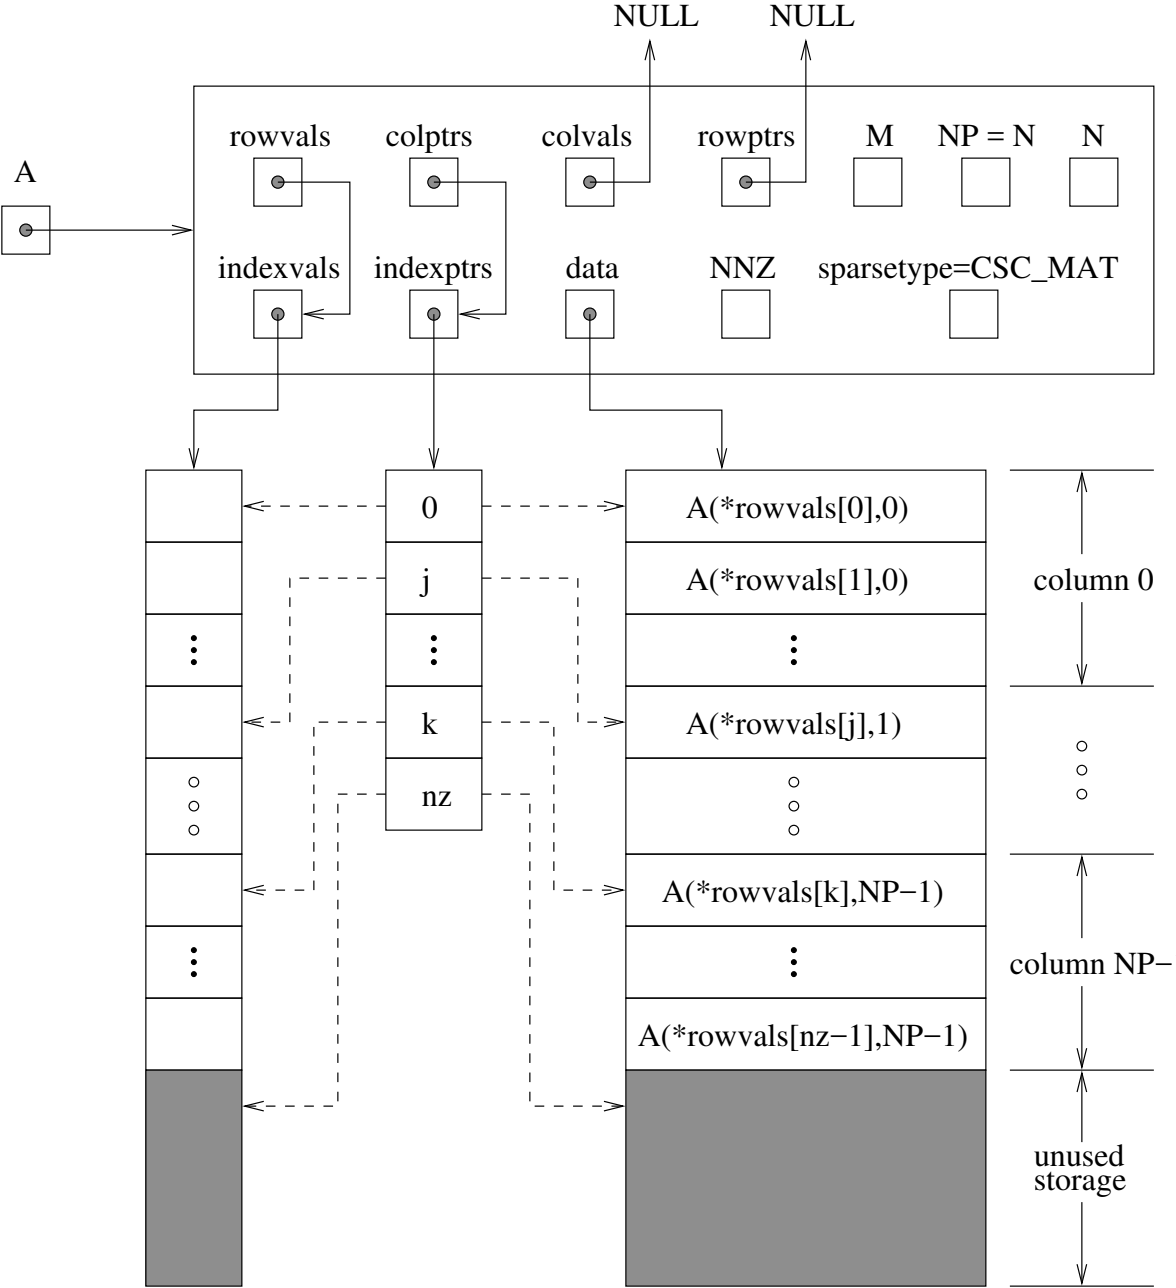 NULL NULL
rowvals colptrs colvals rowptrs M NP = N N
A
indexvals indexptrs data NNZ sparsetype=CSC_MAT
0 A(*rowvals[0],0)
j A(*rowvals[1],0) column 0
k A(*rowvals[j],1)
nz
A(*rowvals[k],NP−1)
column NP−
A(*rowvals[nz−1],NP−1)
unused
storage